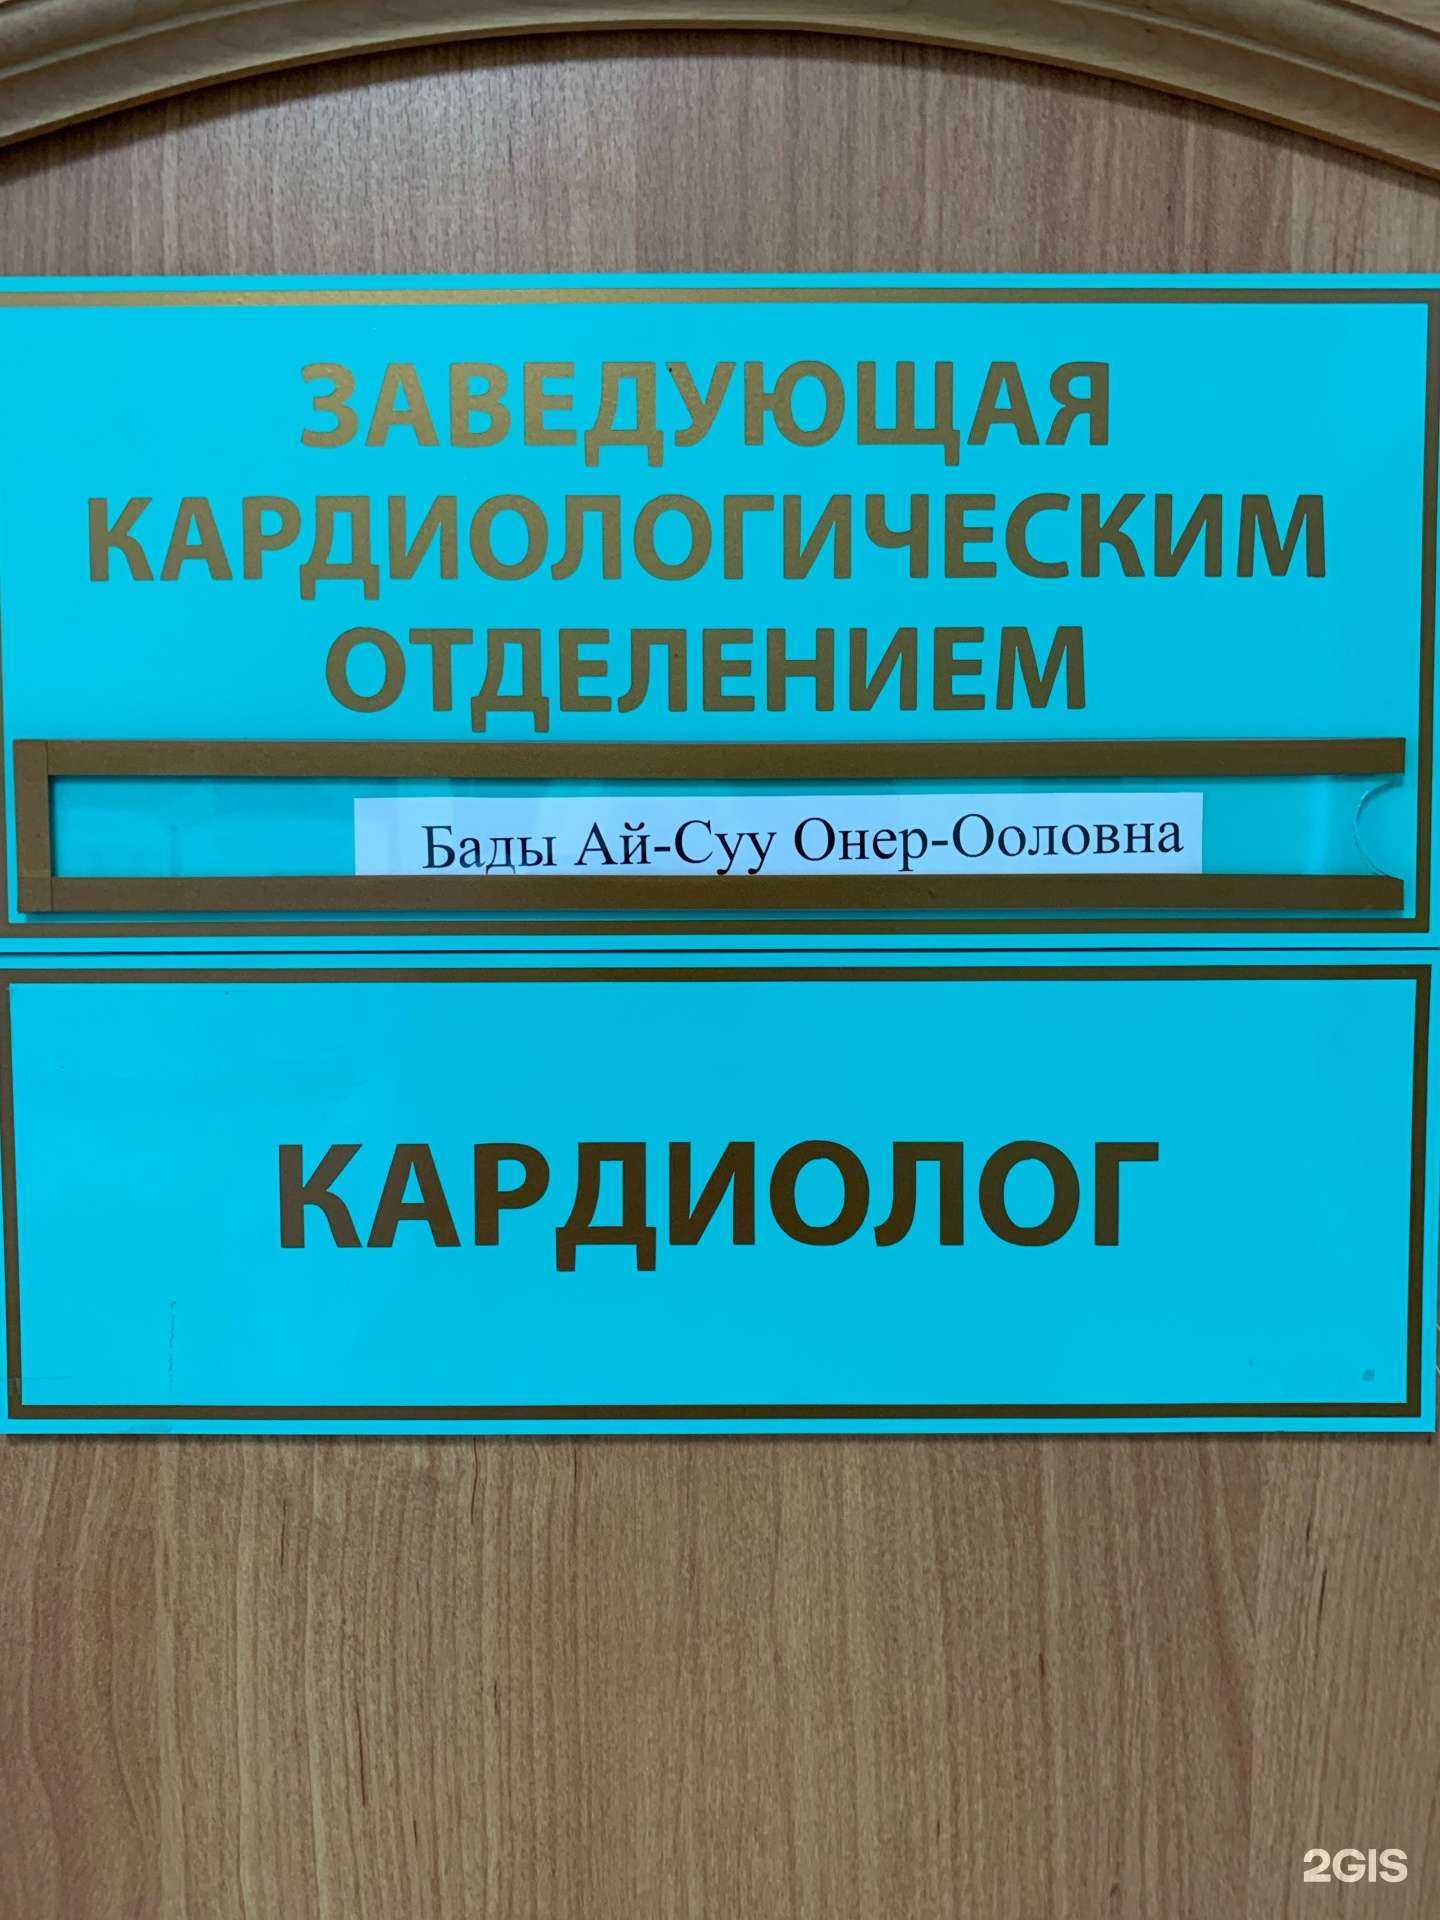 ЗАВЕДУЮЩАЯ
КАРДИОЛОГИЧЕСКИМ
ОТДЕЛЕНИЕМ
Бады Ай-Суу Онер-Ооловна
КАРДИОЛОГ
2GIS